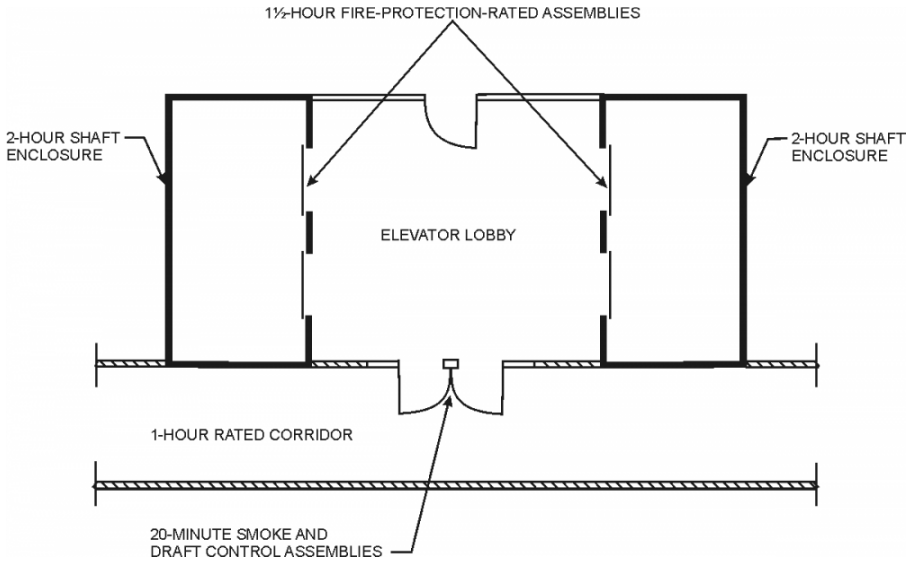 1½-HOUR FIRE-PROTECTION-RATED ASSEMBLIES
2-HOUR SHAFT
ENCLOSURE
2-HOUR SHAFT
ENCLOSURE
ELEVATOR LOBBY
1-HOUR RATED CORRIDOR
20-MINUTE SMOKE AND
DRAFT CONTROL ASSEMBLIES